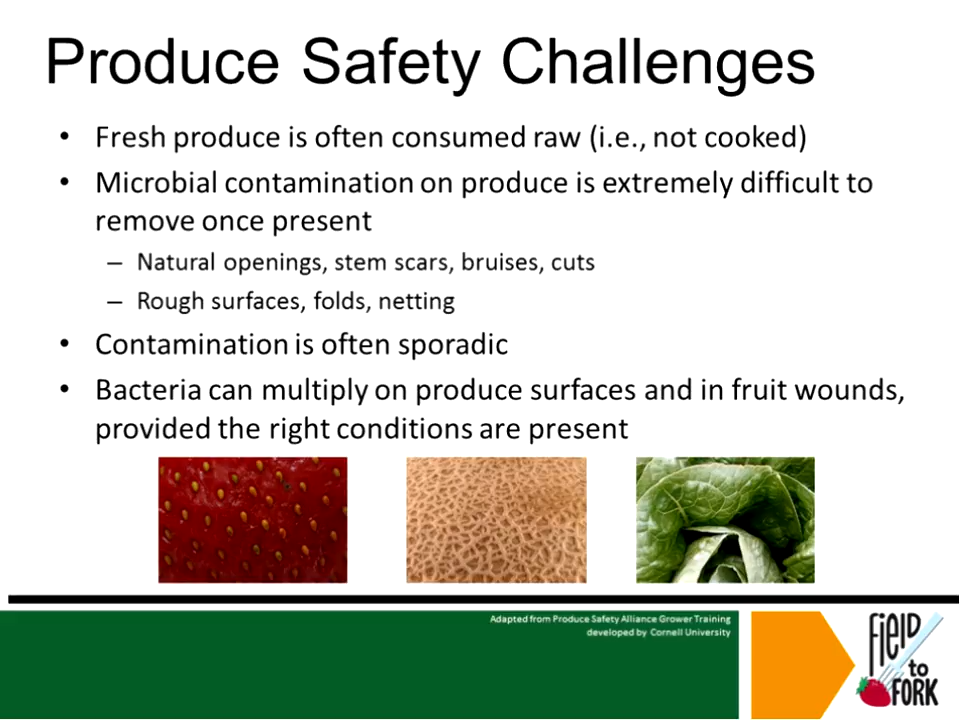 Produce Safety Challenges
• Fresh produce is often consumed raw (i.e., not cooked)
• Microbial contamination on produce is extremely difficult to
remove once present
– Natural openings, stem scars, bruises, cuts
– Rough surfaces, folds, netting
• Contamination is often sporadic
• Bacteria can multiply on produce surfaces and in fruit wounds,
provided the right conditions are present
Adapted from Produce Safety Alliance Grower Training
developed by Cornell University
FIELD
to
FORK